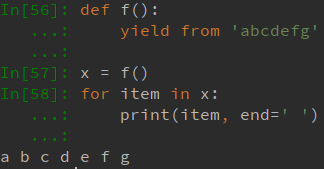 In[56]: def f():
   ...:     yield from 'abcdefg'
   ...:
In[57]: x = f()
In[58]: for item in x:
   ...:     print(item, end=' ')
   ...:
a b c d e f g